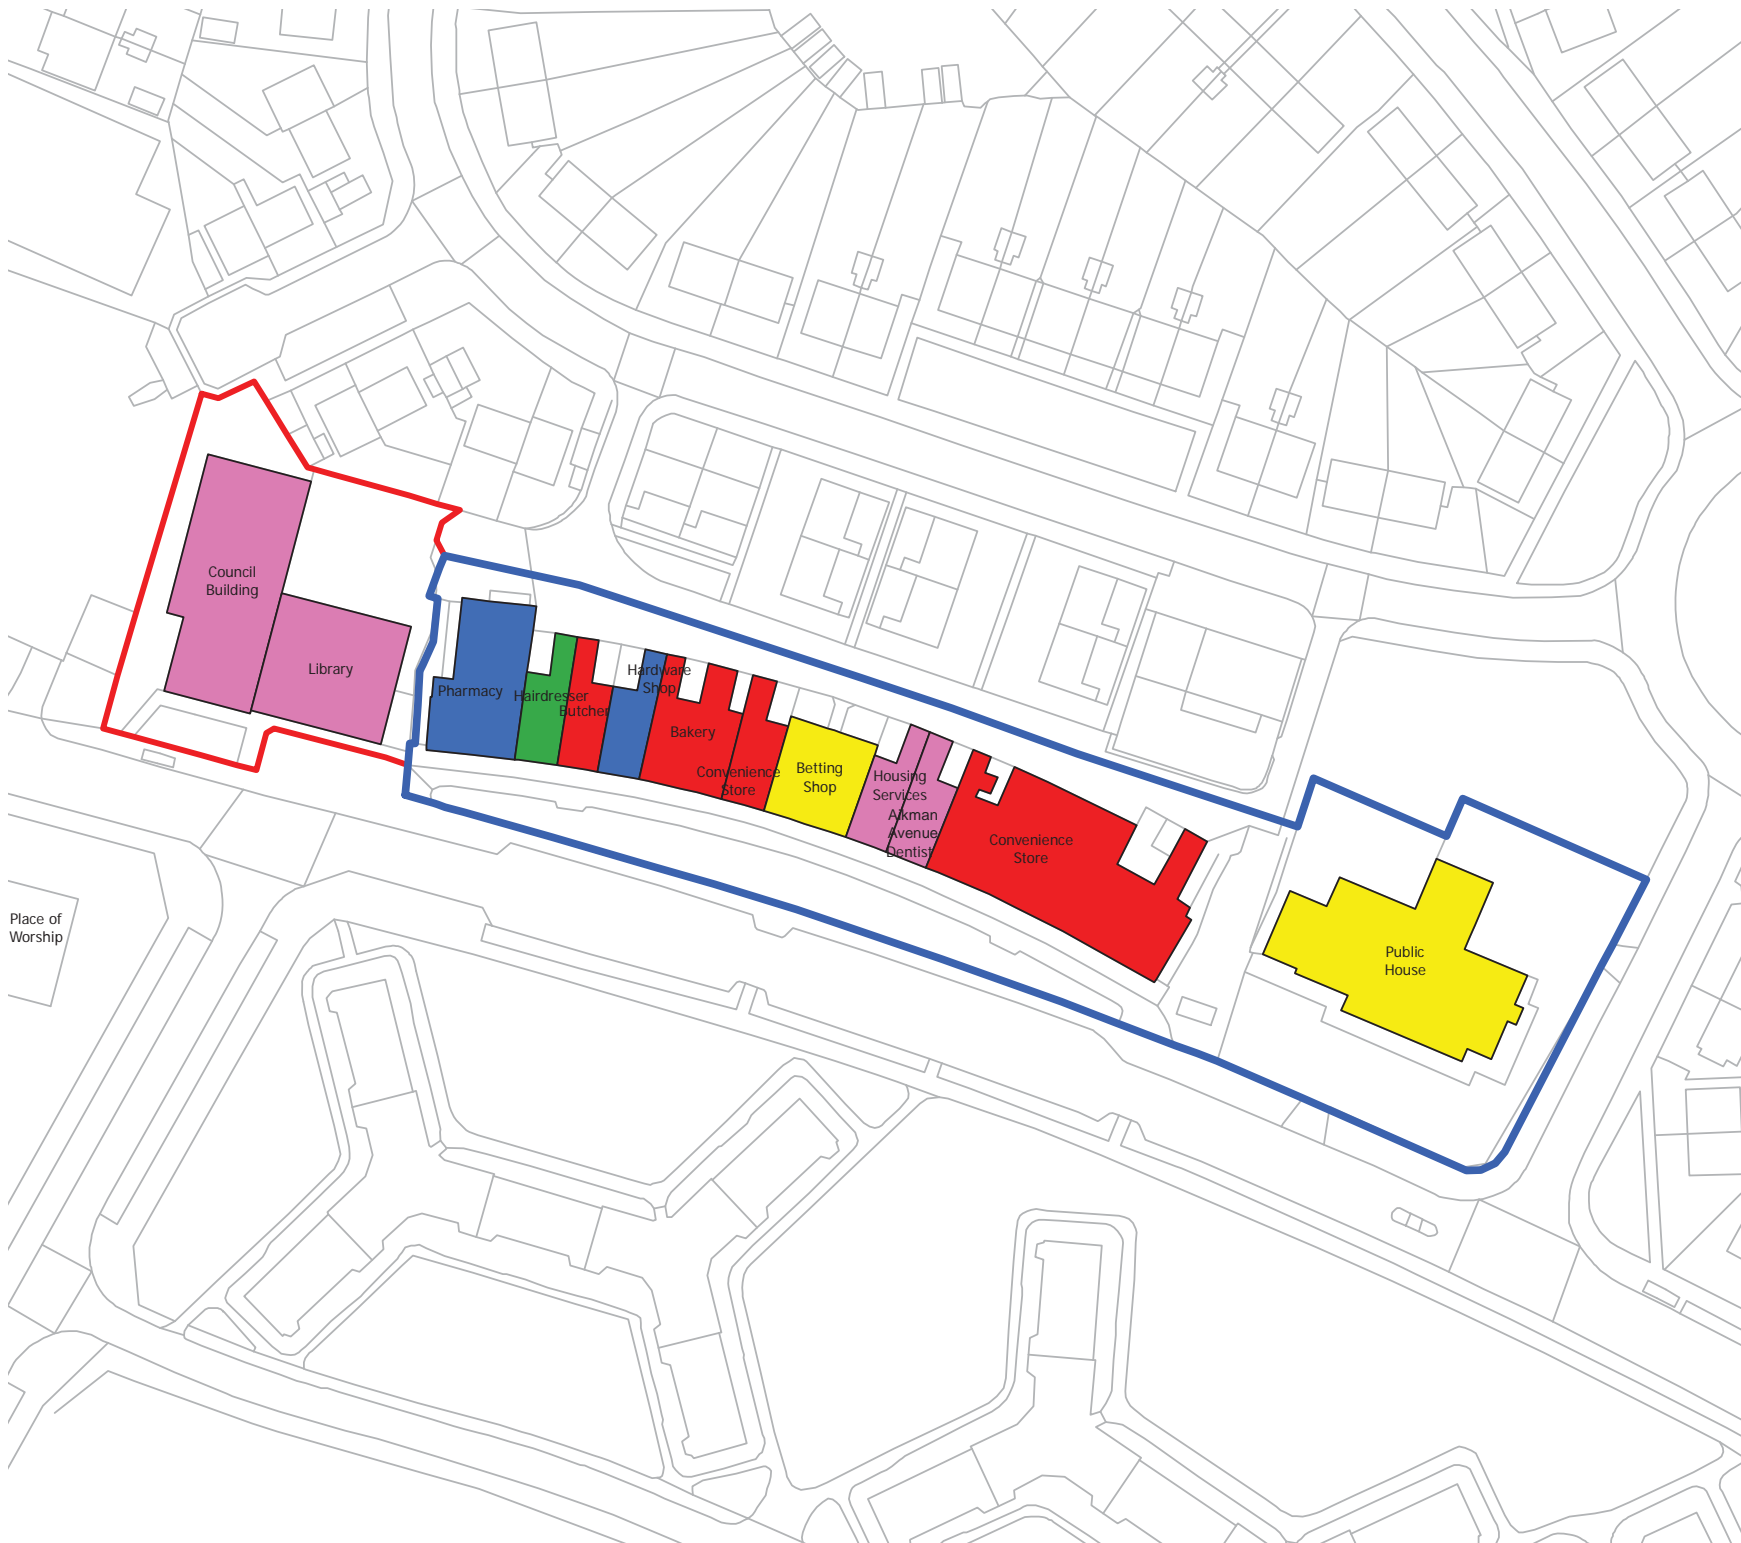 Council
Building
Library
Pharmacy
Hairdresser
Butcher
Hardware
Shop
Bakery
Convenience
Store
Betting
Shop
Housing
Services
Aikman
Avenue
Dentist
Convenience
Store
Public
House
Place of
Worship